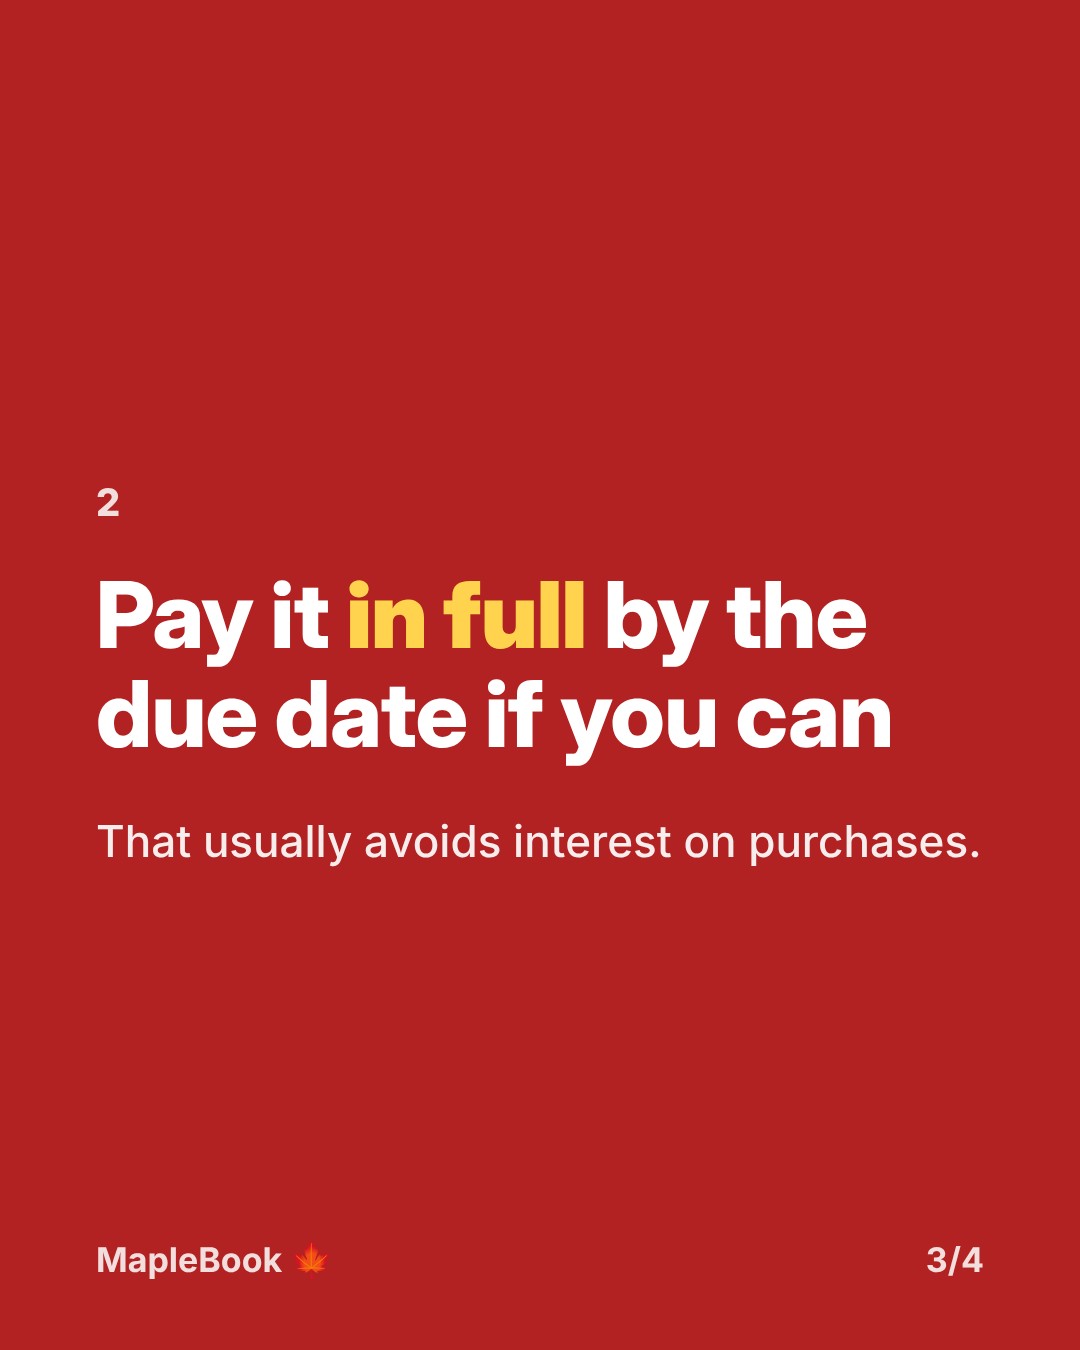 2
Pay it in full by the
due date if you can
That usually avoids interest on purchases.
MapleBook 🍁
3/4